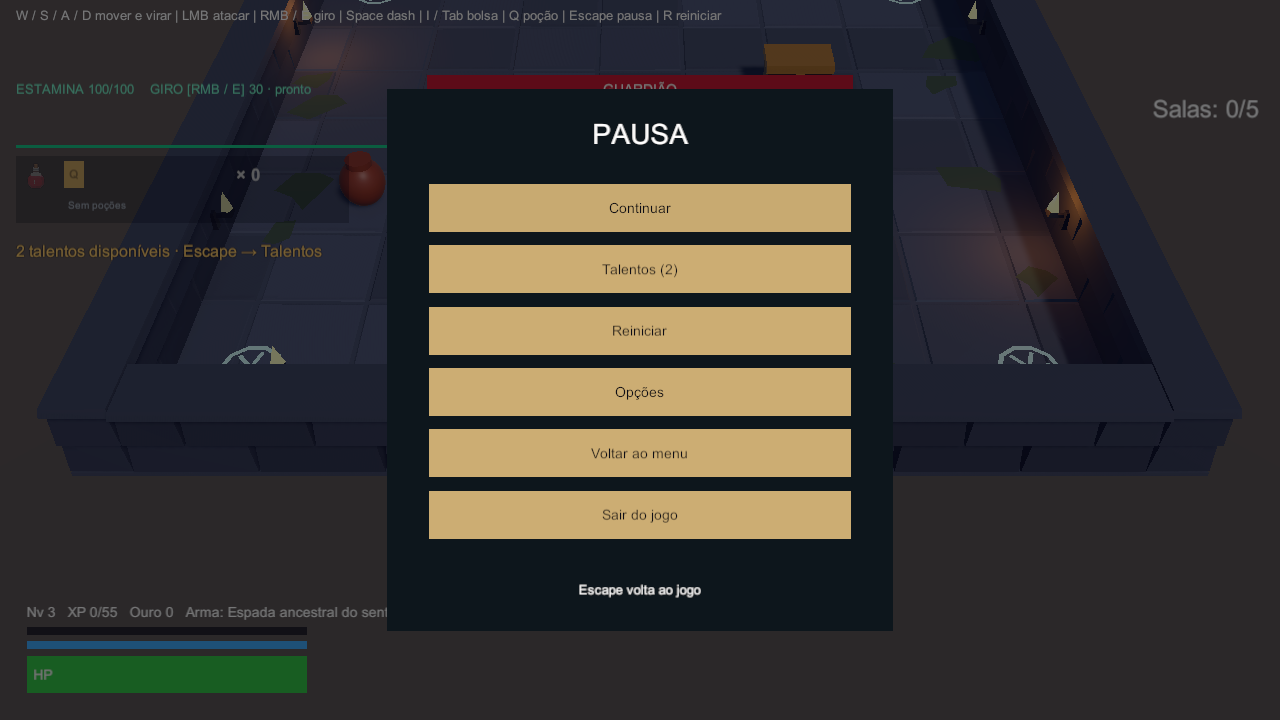 W / S / A / D mover e virar | LMB atacar | RMB / giro | Space dash | I / Tab bolsa | Q poção | Escape pausa | R reiniciar
ESTAMINA 100/100 GIRO [RMB / E] 30 · pronto
GUARDIÃO
Salas: 0/5
PAUSA
Q
× 0
Sem poções
2 talentos disponíveis · Escape → Talentos
Continuar
Talentos (2)
Reiniciar
Opções
Voltar ao menu
Sair do jogo
Escape volta ao jogo
Nv 3 XP 0/55 Ouro 0 Arma: Espada ancestral do
HP